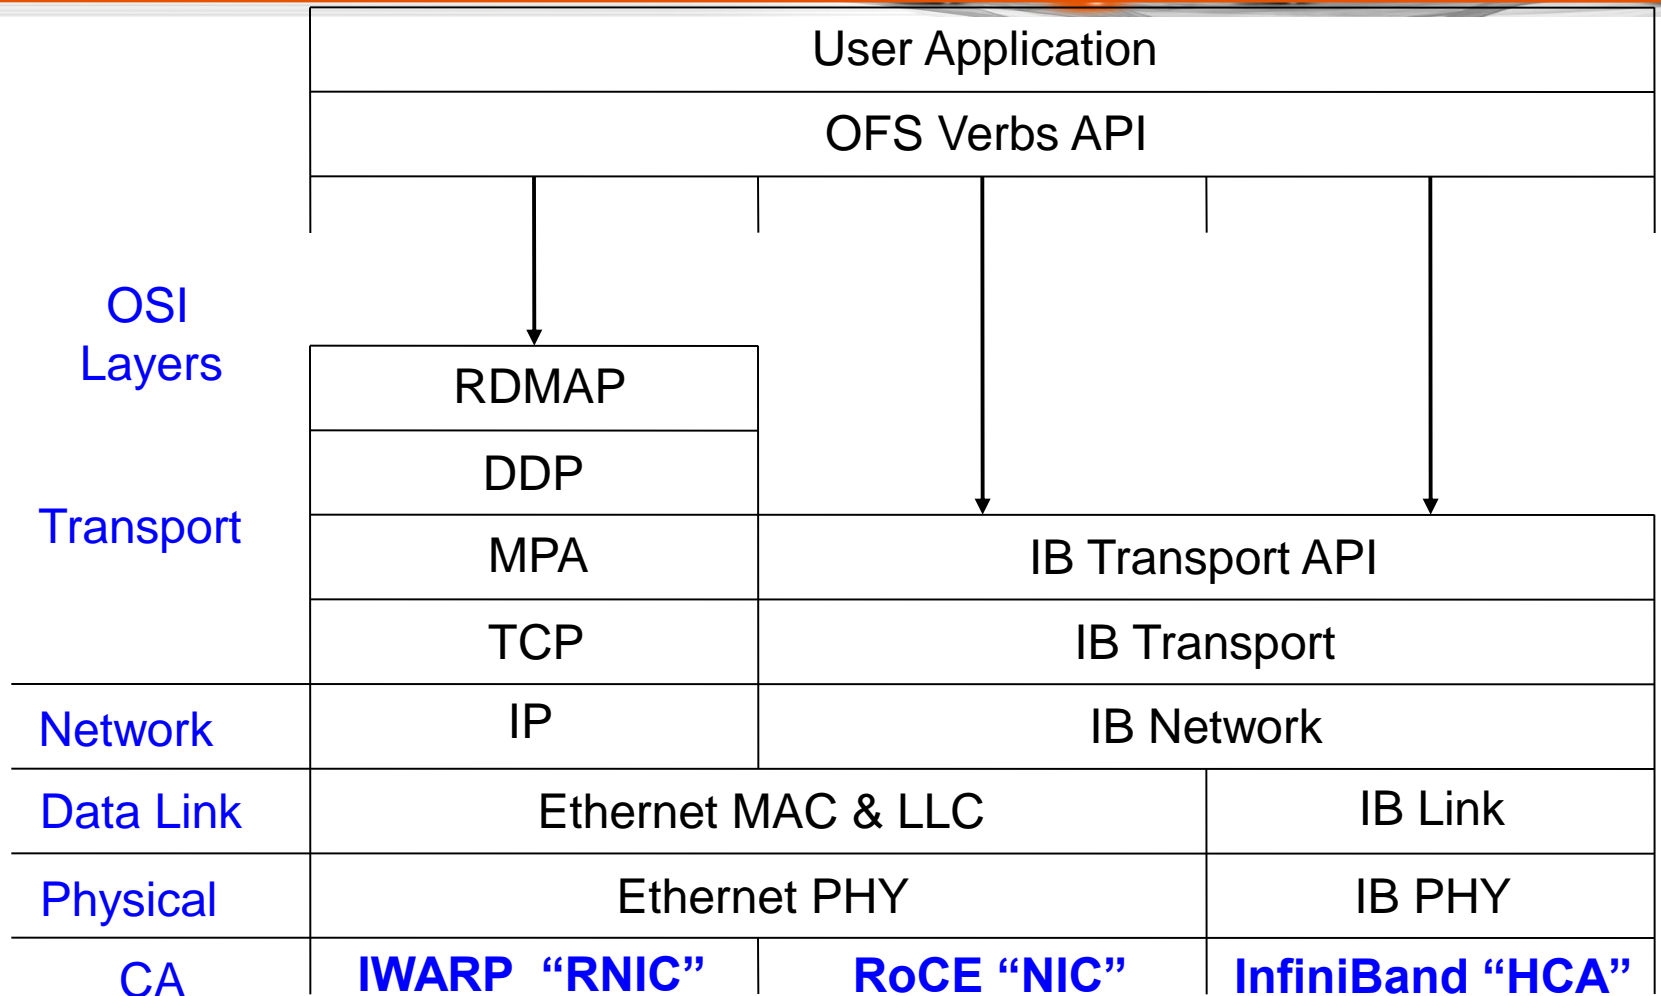 User Application
OFS Verbs API
OSI
Layers
RDMAP
DDP
Transport
MPA
IB Transport API
TCP
IB Transport
Network
IP
IB Network
Data Link
Ethernet MAC & LLC
IB Link
Physical
Ethernet PHY
IB PHY
CA
IWARP “RNIC”
RoCE “NIC”
InfiniBand “HCA”